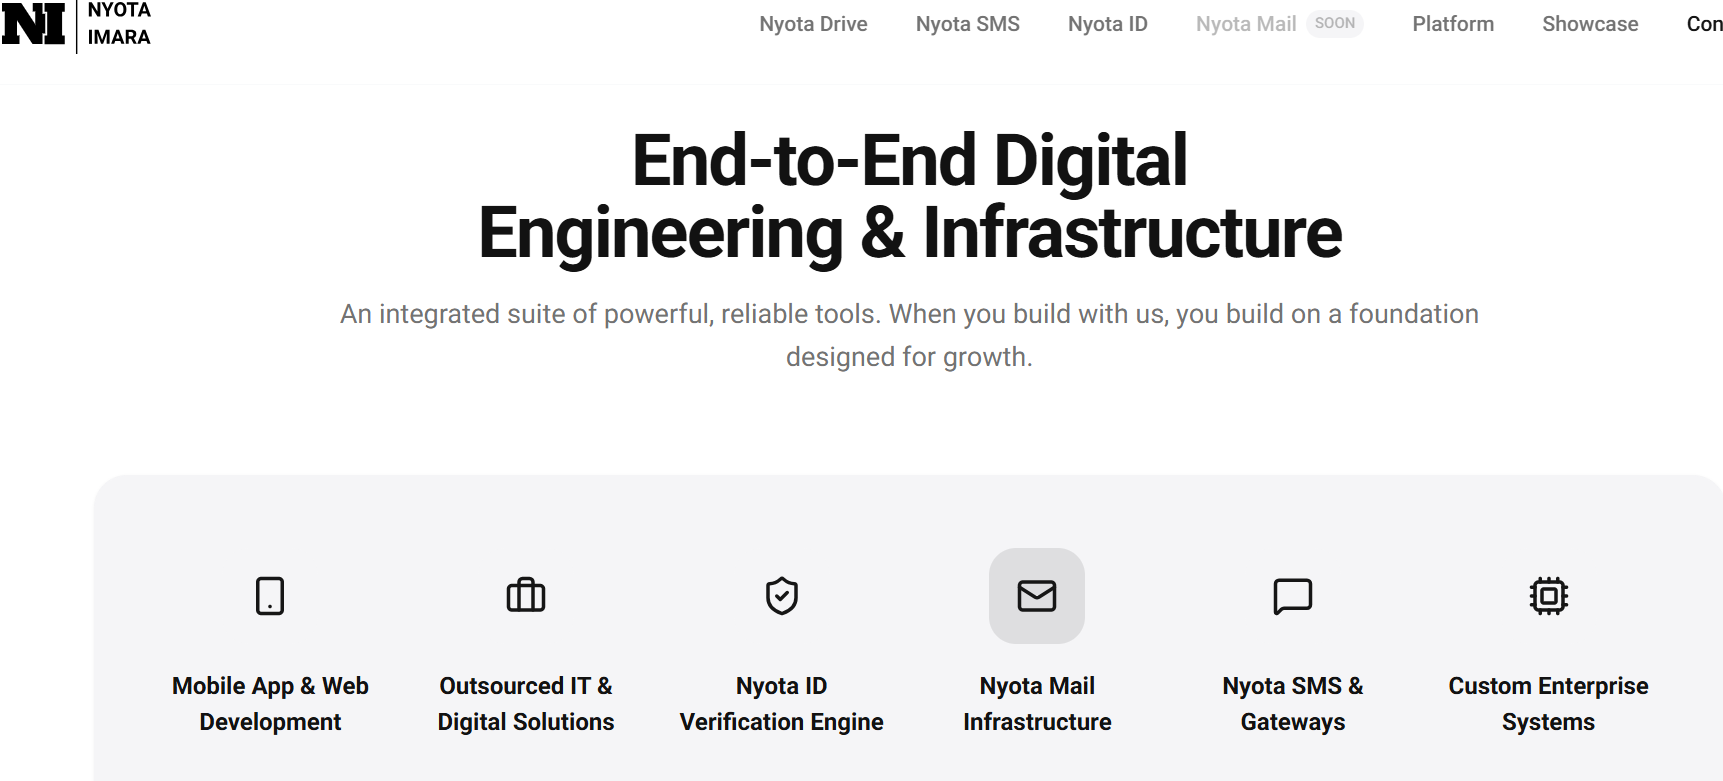 NI
NYOTA
IMARA
Nyota Drive
Nyota SMS
Nyota ID
Nyota Mail SOON
Platform
Showcase
Con
End-to-End Digital
Engineering & Infrastructure
An integrated suite of powerful, reliable tools. When you build with us, you build on a foundation
designed for growth.
Mobile App & Web
Development
Outsourced IT &
Digital Solutions
Nyota ID
Verification Engine
Nyota Mail
Infrastructure
Nyota SMS &
Gateways
Custom Enterprise
Systems